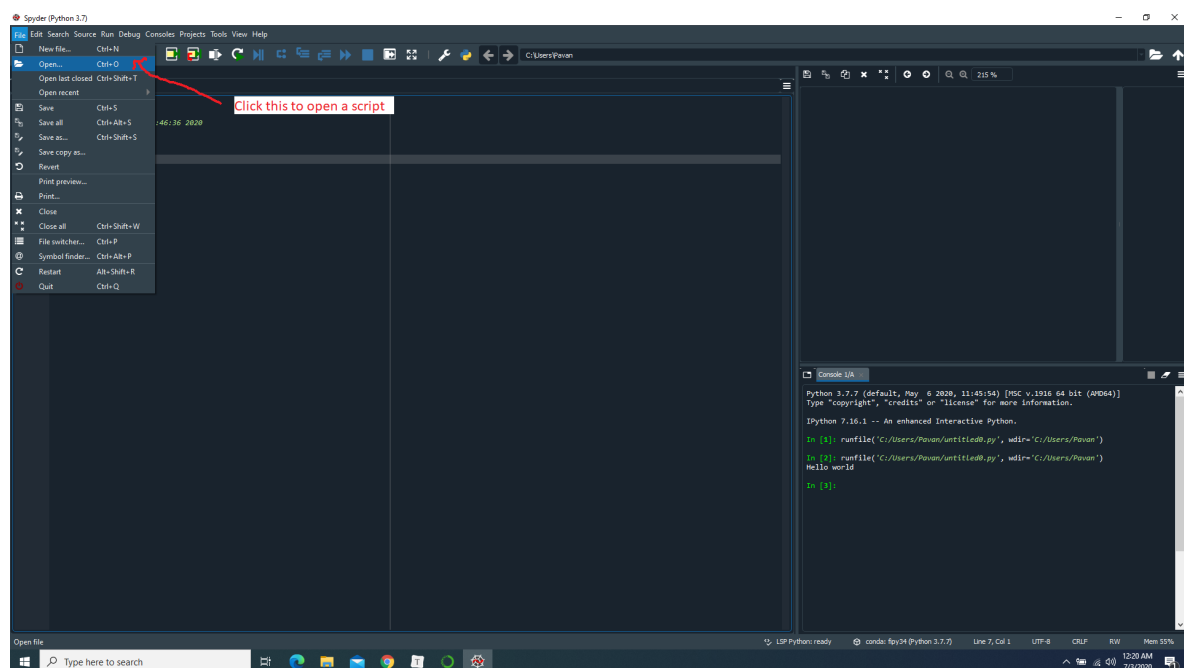 Spyder (Python 3.7)
File Edit Search Source Run Debug Consoles Projects Tools View Help
New file... Ctrl+N
C:\Users\Pavan
Open... Ctrl+O
Open last closed Ctrl+Shift+T
215 %
Open recent
Click this to open a script
Save Ctrl+S
Save all Ctrl+Alt+S
:46:36 2020
Save as... Ctrl+Shift+S
Save copy as...
Revert
Print preview...
Print...
Close
Close all Ctrl+Shift+W
File switcher... Ctrl+P
Symbol finder... Ctrl+Alt+P
Restart Alt+Shift+R
Quit Ctrl+Q
Console 1/A
Python 3.7.7 (default, May  6 2020, 11:45:54) [MSC v.1916 64 bit (AMD64)]
Type "copyright", "credits" or "license" for more information.
IPython 7.16.1 -- An enhanced Interactive Python.
In [1]: runfile('C:/Users/Pavan/untitled0.py', wdir='C:/Users/Pavan')
In [2]: runfile('C:/Users/Pavan/untitled0.py', wdir='C:/Users/Pavan')
Hello world
In [3]:
Open file
LSP Python: ready conda: fipy34 (Python 3.7.7) Line 7, Col 1 UTF-8 CRLF RW Mem 55%
Type here to search
12:20 AM
7/3/2020